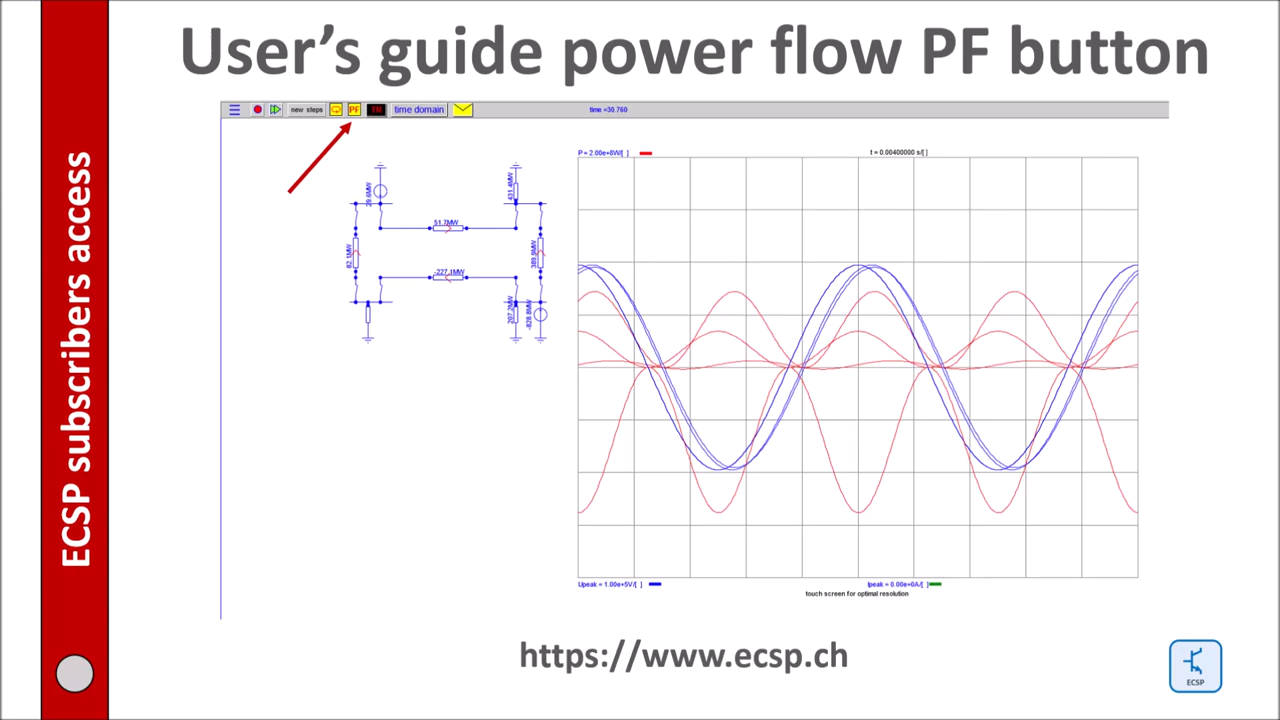 User's guide power flow PF button
ECSP subscribers access
new steps
PF
time domain
time =30.760
P = 2.00e+8W/[ ]
t = 0.00400000 s/[ ]
29.6MW
431.4MW
51.7MW
82.1MW
389.9MW
-227.1MW
207.2MW
-828.8MW
Upeak = 1.00e+5V/[ ]
Ipeak = 0.00e+0A/[ ]
touch screen for optimal resolution
https://www.ecsp.ch
ECSP